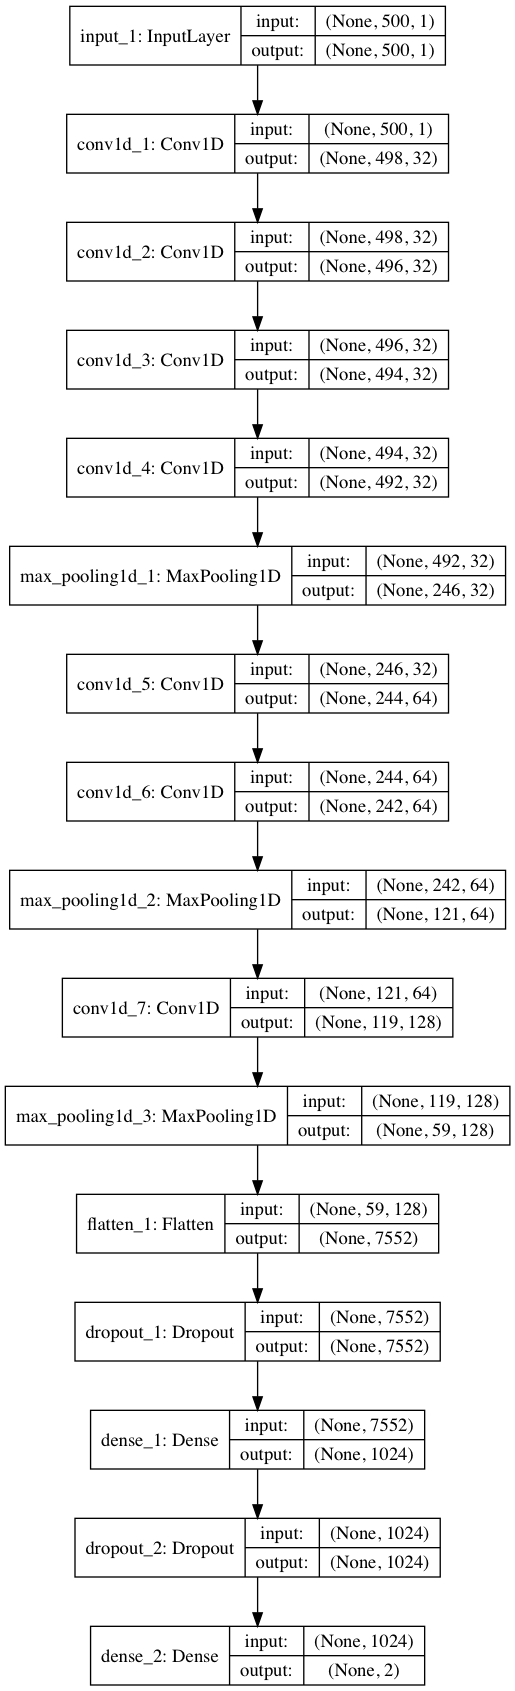 input_1: InputLayer
input: (None, 500, 1)
output: (None, 500, 1)
conv1d_1: Conv1D
input: (None, 500, 1)
output: (None, 498, 32)
conv1d_2: Conv1D
input: (None, 498, 32)
output: (None, 496, 32)
conv1d_3: Conv1D
input: (None, 496, 32)
output: (None, 494, 32)
conv1d_4: Conv1D
input: (None, 494, 32)
output: (None, 492, 32)
max_pooling1d_1: MaxPooling1D
input: (None, 492, 32)
output: (None, 246, 32)
conv1d_5: Conv1D
input: (None, 246, 32)
output: (None, 244, 64)
conv1d_6: Conv1D
input: (None, 244, 64)
output: (None, 242, 64)
max_pooling1d_2: MaxPooling1D
input: (None, 242, 64)
output: (None, 121, 64)
conv1d_7: Conv1D
input: (None, 121, 64)
output: (None, 119, 128)
max_pooling1d_3: MaxPooling1D
input: (None, 119, 128)
output: (None, 59, 128)
flatten_1: Flatten
input: (None, 59, 128)
output: (None, 7552)
dropout_1: Dropout
input: (None, 7552)
output: (None, 7552)
dense_1: Dense
input: (None, 7552)
output: (None, 1024)
dropout_2: Dropout
input: (None, 1024)
output: (None, 1024)
dense_2: Dense
input: (None, 1024)
output: (None, 2)